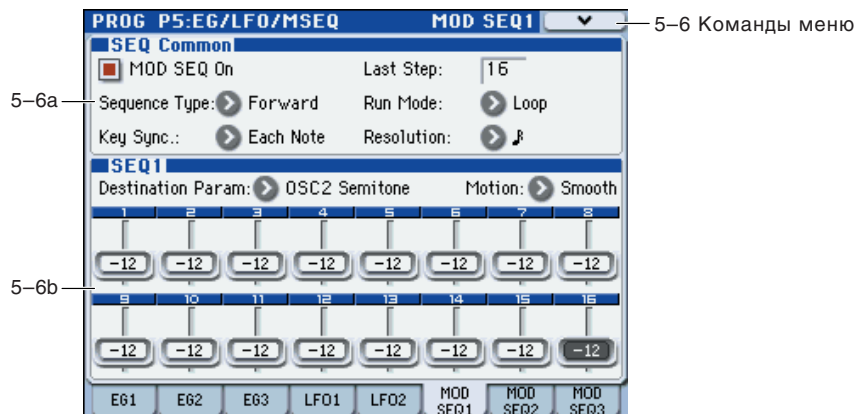 PROG P5:EG/LFO/MSEQ MOD SEQ1
5–6 Команды меню
SEQ Common
MOD SEQ On Last Step: 16
5–6a
Sequence Type: Forward Run Mode: Loop
Key Sync.: Each Note Resolution:
SEQ1
Destination Param: OSC2 Semitone Motion: Smooth
1 2 3 4 5 6 7 8
-12 -12 -12 -12 -12 -12 -12 -12
5–6b
9 10 11 12 13 14 15 16
-12 -12 -12 -12 -12 -12 -12 -12
EG1 EG2 EG3 LFO1 LFO2 MOD SEQ1 MOD SEQ2 MOD SEQ3